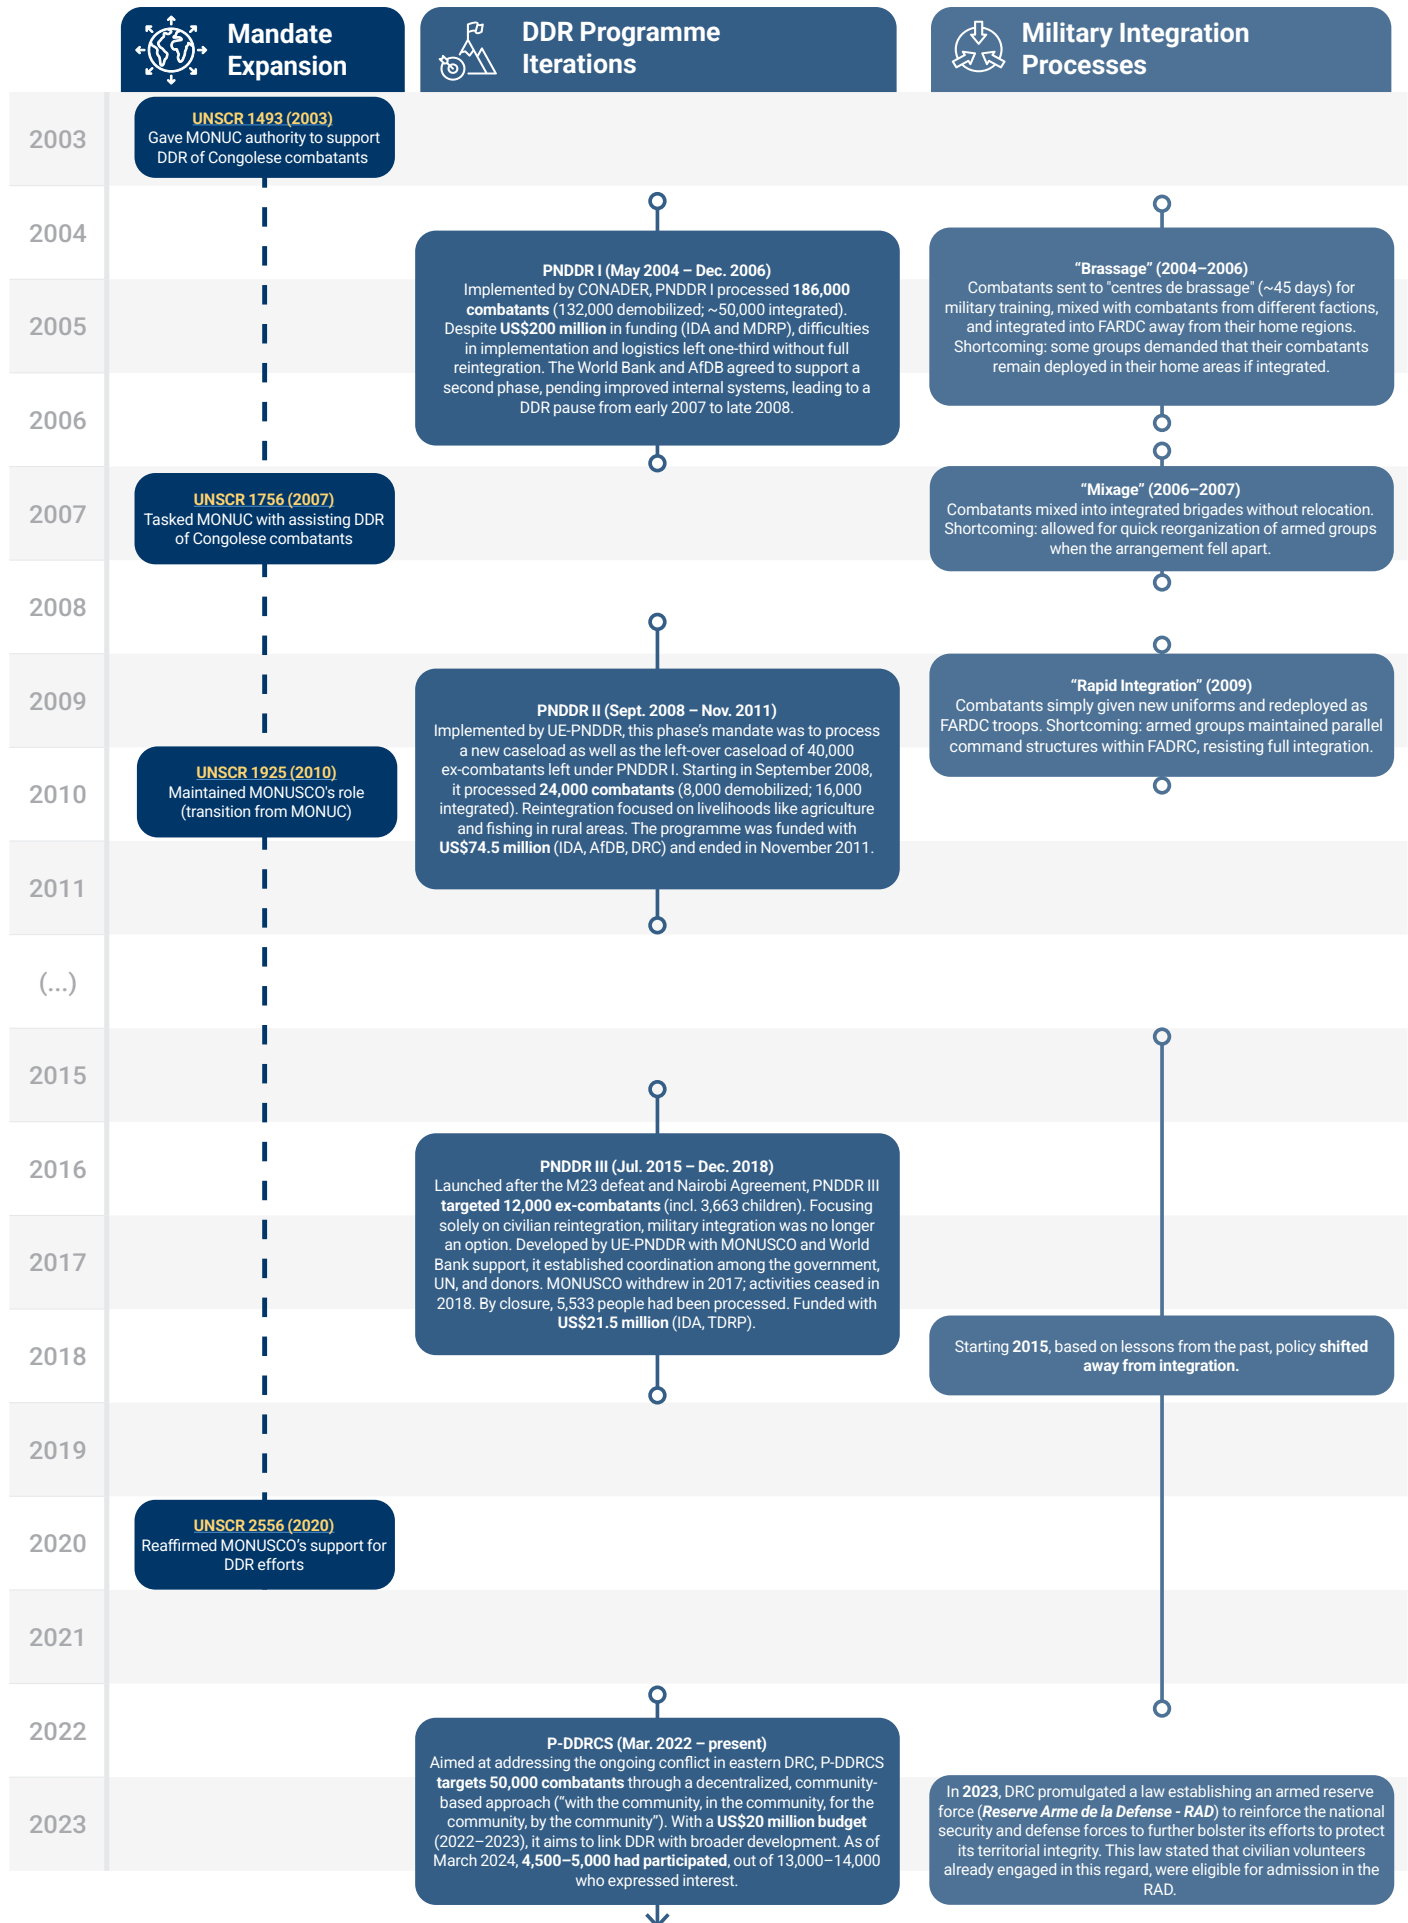 Mandate
Expansion
DDR Programme
Iterations
Military Integration
Processes
2003
UNSCR 1493 (2003)
Gave MONUC authority to support
DDR of Congolese combatants
2004
PNDDR I (May 2004 – Dec. 2006)
Implemented by CONADER, PNDDR I processed 186,000
combatants (132,000 demobilized; ~50,000 integrated).
Despite US$200 million in funding (IDA and MDRP), difficulties
in implementation and logistics left one-third without full
reintegration. The World Bank and AfDB agreed to support a
second phase, pending improved internal systems, leading to a
DDR pause from early 2007 to late 2008.
“Brassage” (2004–2006)
Combatants sent to "centres de brassage" (~45 days) for
military training, mixed with combatants from different factions,
and integrated into FARDC away from their home regions.
Shortcoming: some groups demanded that their combatants
remain deployed in their home areas if integrated.
2005
2006
2007
UNSCR 1756 (2007)
Tasked MONUC with assisting DDR
of Congolese combatants
“Mixage” (2006–2007)
Combatants mixed into integrated brigades without relocation.
Shortcoming: allowed for quick reorganization of armed groups
when the arrangement fell apart.
2008
2009
PNDDR II (Sept. 2008 – Nov. 2011)
Implemented by UE-PNDDR, this phase’s mandate was to process
a new caseload as well as the left-over caseload of 40,000
ex-combatants left under PNDDR I. Starting in September 2008,
it processed 24,000 combatants (8,000 demobilized; 16,000
integrated). Reintegration focused on livelihoods like agriculture
and fishing in rural areas. The programme was funded with
US$74.5 million (IDA, AfDB, DRC) and ended in November 2011.
“Rapid Integration” (2009)
Combatants simply given new uniforms and redeployed as
FARDC troops. Shortcoming: armed groups maintained parallel
command structures within FADRC, resisting full integration.
2010
UNSCR 1925 (2010)
Maintained MONUSCO's role
(transition from MONUC)
2011
(...)
2015
2016
PNDDR III (Jul. 2015 – Dec. 2018)
Launched after the M23 defeat and Nairobi Agreement, PNDDR III
targeted 12,000 ex-combatants (incl. 3,663 children). Focusing
solely on civilian reintegration, military integration was no longer
an option. Developed by UE-PNDDR with MONUSCO and World
Bank support, it established coordination among the government,
UN, and donors. MONUSCO withdrew in 2017; activities ceased in
2018. By closure, 5,533 people had been processed. Funded with
US$21.5 million (IDA, TDRP).
2017
2018
Starting 2015, based on lessons from the past, policy shifted
away from integration.
2019
2020
UNSCR 2556 (2020)
Reaffirmed MONUSCO’s support for
DDR efforts
2021
2022
P-DDRCS (Mar. 2022 – present)
Aimed at addressing the ongoing conflict in eastern DRC, P-DDRCS
targets 50,000 combatants through a decentralized, community-
based approach (“with the community, in the community, for the
community, by the community”). With a US$20 million budget
(2022–2023), it aims to link DDR with broader development. As of
March 2024, 4,500–5,000 had participated, out of 13,000–14,000
who expressed interest.
2023
In 2023, DRC promulgated a law establishing an armed reserve
force (Reserve Arme de la Defense - RAD) to reinforce the national
security and defense forces to further bolster its efforts to protect
its territorial integrity. This law stated that civilian volunteers
already engaged in this regard, were eligible for admission in the
RAD.